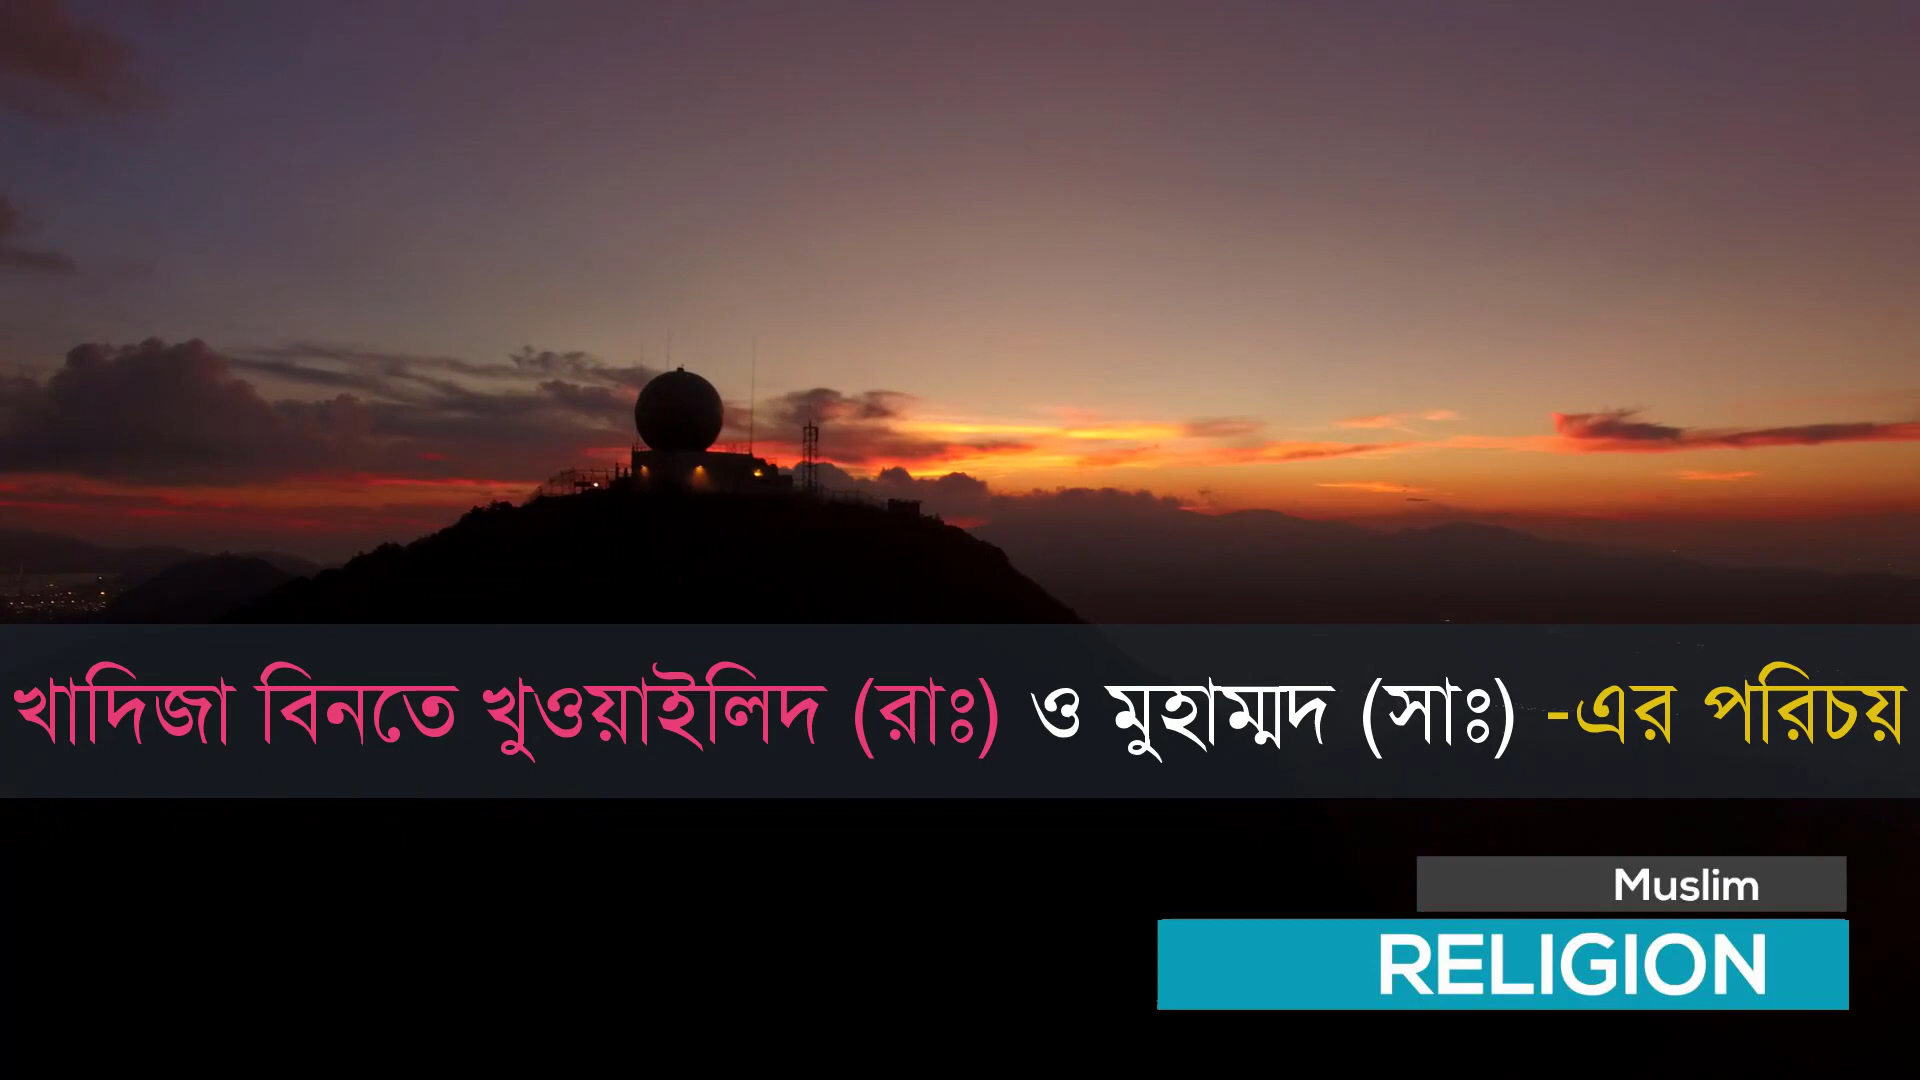 খাদিজা বিনতে খুওয়াইলিদ (রাঃ) ও মুহাম্মদ (সাঃ) -এর পরিচয়
Muslim
RELIGION